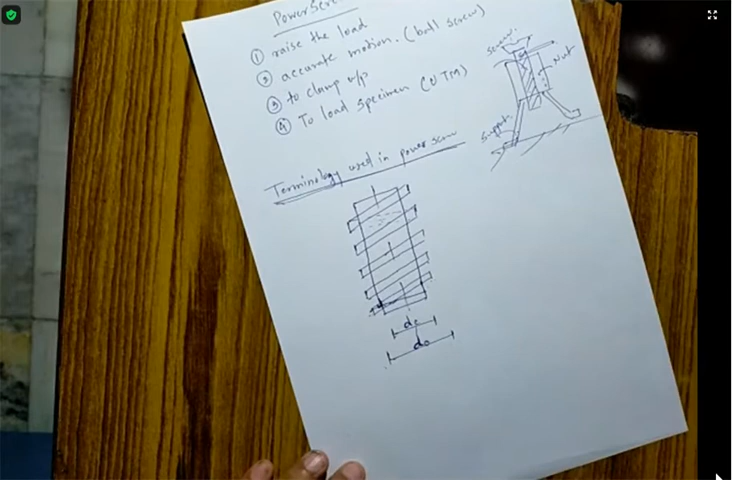 Power Scre
① raise the load
② accurate motion. (ball screw)
③ to clamp w/p
④ To load specimen (UTM)
Screw.
Nut
Support
Terminology used in power screw
dc
do